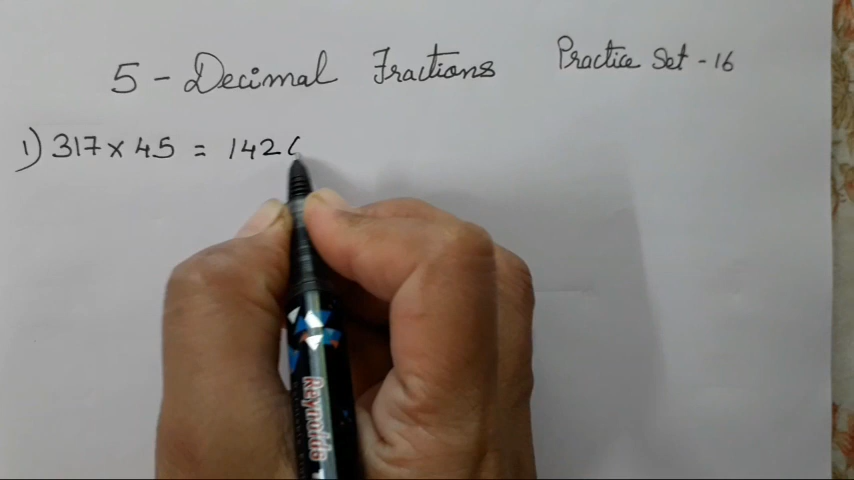 5 - Decimal Fractions Practice Set - 16
1) 317 x 45 = 142
Reynolds